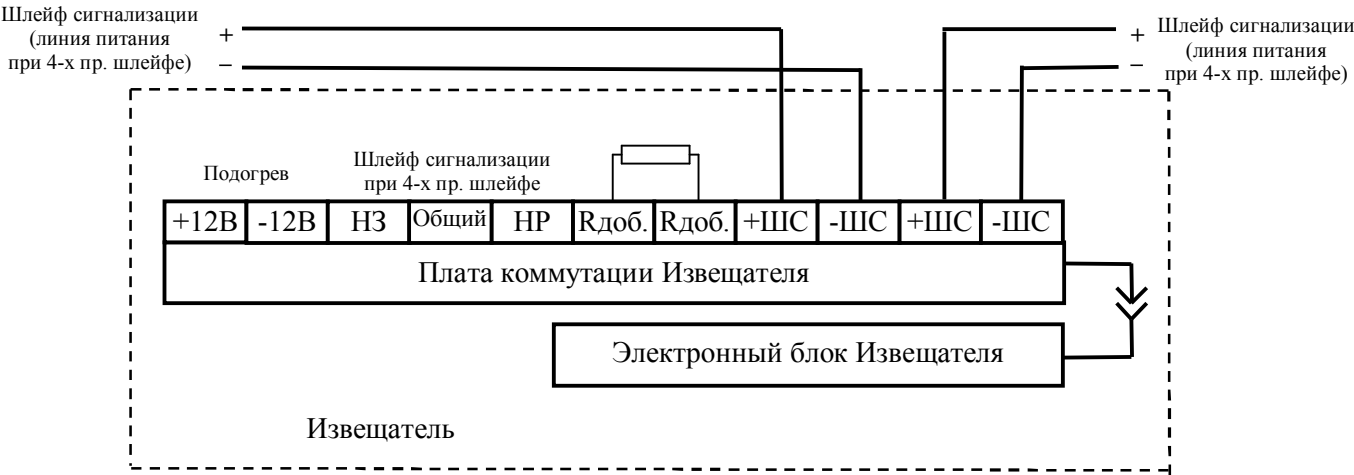 Шлейф сигнализации
(линия питания
при 4-х пр. шлейфе)
+
–
+
–
Шлейф сигнализации
(линия питания
при 4-х пр. шлейфе)
Подогрев
Шлейф сигнализации
при 4-х пр. шлейфе
+12В -12В НЗ Общий НР Rдоб. Rдоб. +ШС -ШС +ШС -ШС
Плата коммутации Извещателя
Электронный блок Извещателя
Извещатель